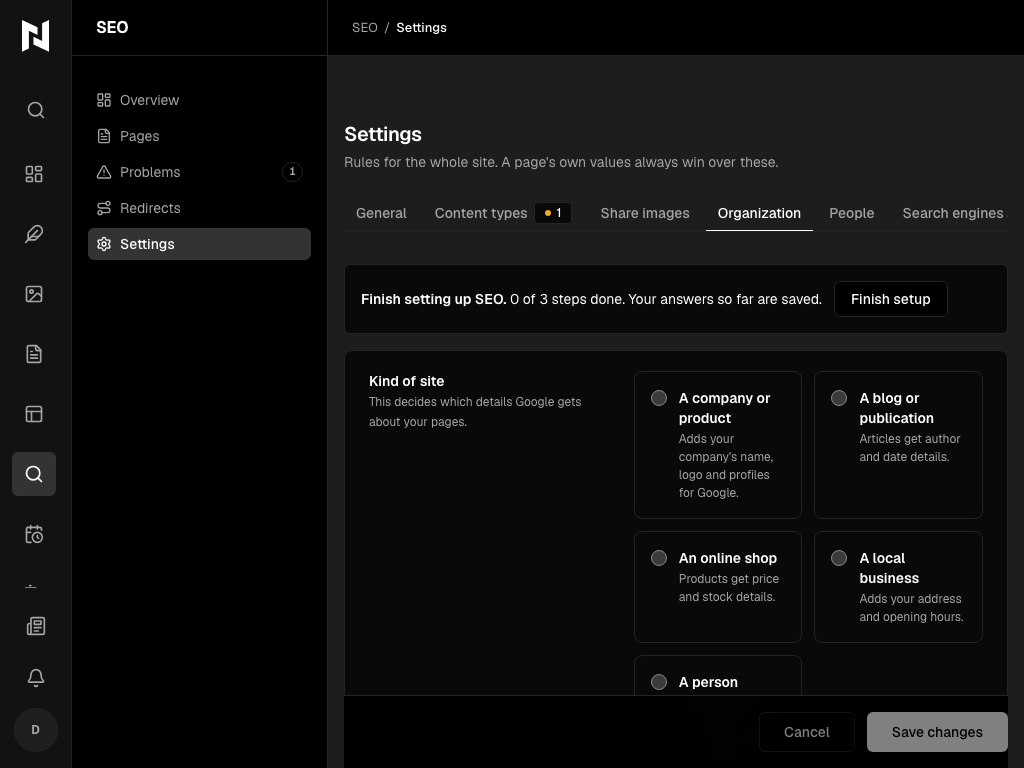 SEO
SEO / Settings
Overview
Pages
Problems 1
Redirects
Settings
Settings
Rules for the whole site. A page's own values always win over these.
General Content types 1 Share images Organization People Search engines
Finish setting up SEO. 0 of 3 steps done. Your answers so far are saved. Finish setup
Kind of site
This decides which details Google gets
about your pages.
A company or
product
Adds your
company's name,
logo and profiles
for Google.
A blog or
publication
Articles get author
and date details.
An online shop
Products get price
and stock details.
A local
business
Adds your address
and opening hours.
A person
Cancel Save changes
D